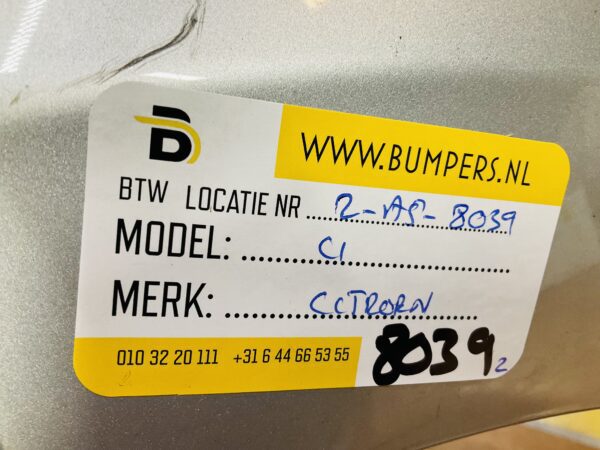 B
WWW.BUMPERS.NL
BTW LOCATIE NR ........ 2-A5-8039
MODEL: ........ C1
MERK: ........ CITROEN
010 32 20 111 +31 6 44 66 53 55
8039 2